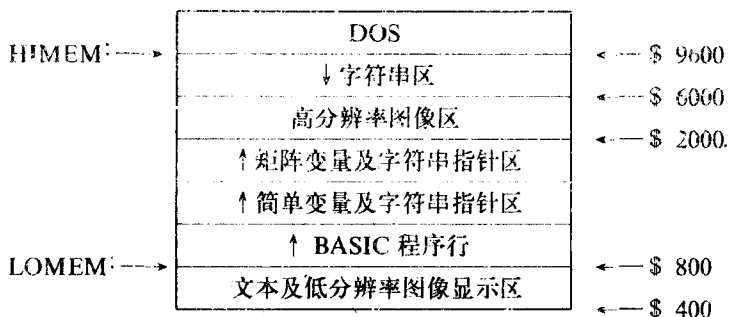 DOS
HIMEM: $ 9600
↓字符串区
$ 6000
高分辨率图像区
$ 2000.
↑矩阵变量及字符串指针区
↑简单变量及字符串指针区
↑ BASIC 程序行
LOMEM: $ 800
文本及低分辨率图像显示区
$ 400